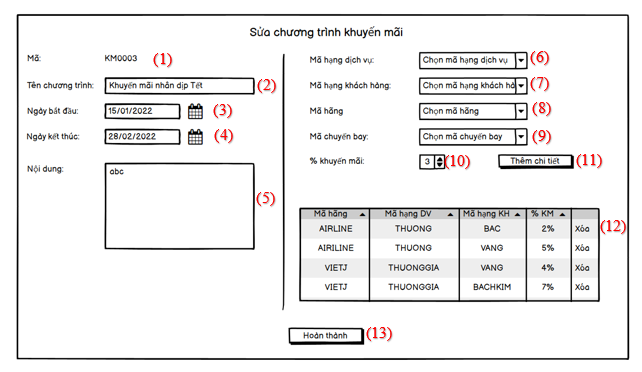 Sửa chương trình khuyến mãi
Mã: KM0003 (1)
Tên chương trình: Khuyến mãi nhân dịp Tết (2)
Ngày bắt đầu: 15/01/2022 (3)
Ngày kết thúc: 28/02/2022 (4)
Nội dung: abc (5)
Mã hạng dịch vụ: Chọn mã hạng dịch vụ (6)
Mã hạng khách hàng: Chọn mã hạng khách hà (7)
Mã hãng Chọn mã hãng (8)
Mã chuyến bay: Chọn mã chuyến bay (9)
% khuyến mãi: 3 (10) Thêm chi tiết (11)
Mã hãng Mã hạng DV Mã hạng KH % KM
AIRLINE THUONG BAC 2% Xóa (12)
AIRILINE THUONG VANG 5% Xóa
VIETJ THUONGGIA VANG 4% Xóa
VIETJ THUONGGIA BACHKIM 7% Xóa
Hoàn thành (13)